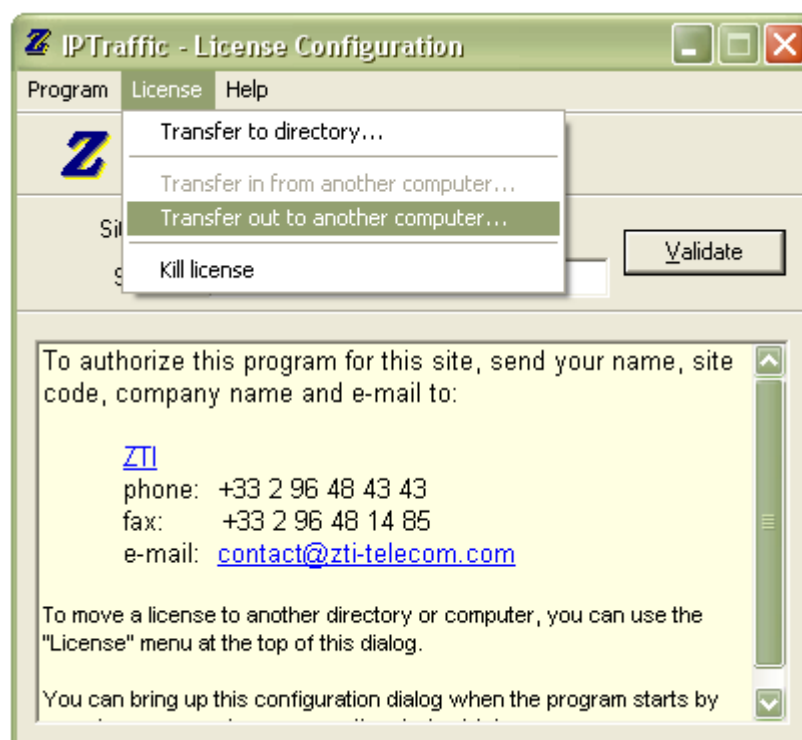 IPTraffic - License Configuration
Program License Help
Transfer to directory...
Transfer in from another computer...
Transfer out to another computer...
Kill license
Validate
To authorize this program for this site, send your name, site
code, company name and e-mail to:
ZTI
phone: +33 2 96 48 43 43
fax: +33 2 96 48 14 85
e-mail: contact@zti-telecom.com
To move a license to another directory or computer, you can use the
"License" menu at the top of this dialog.
You can bring up this configuration dialog when the program starts by